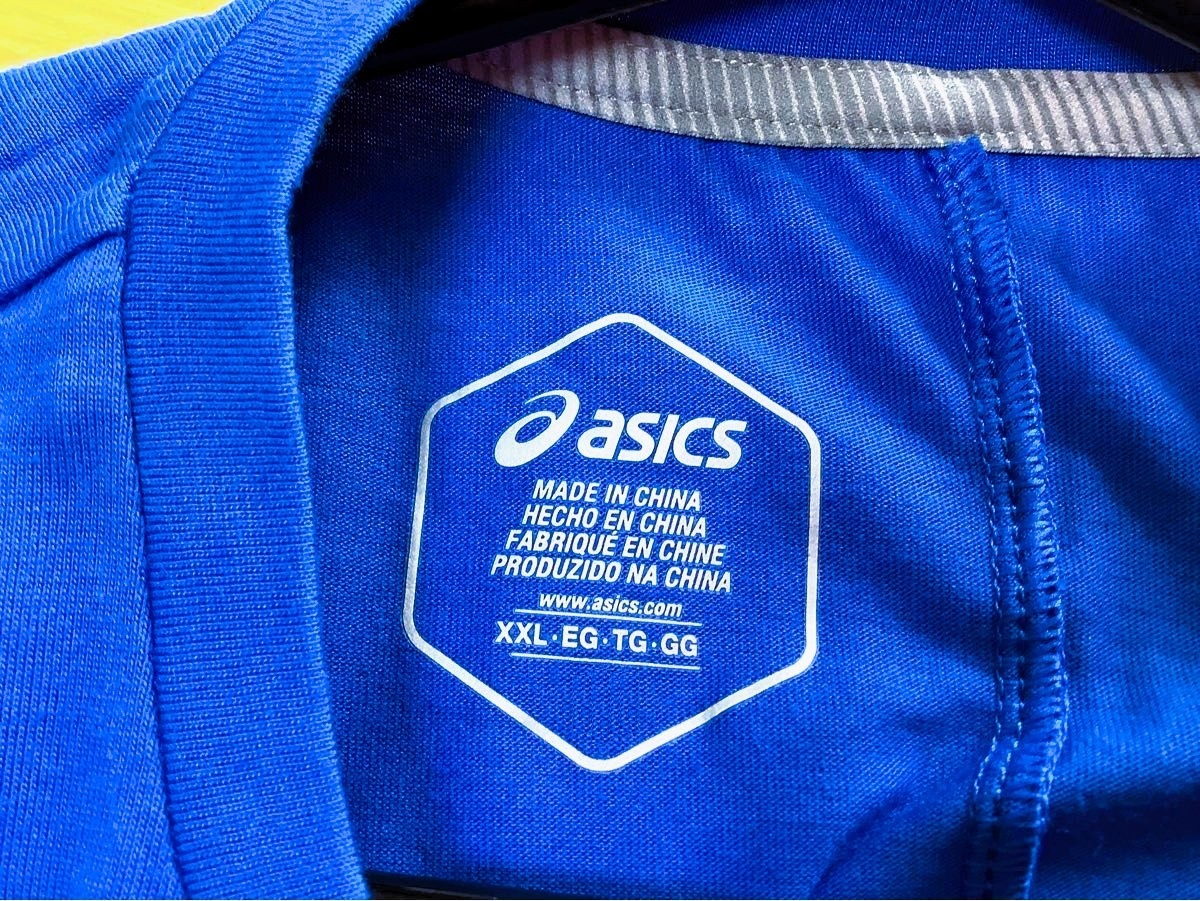 asics
MADE IN CHINA
HECHO EN CHINA
FABRIQUÉ EN CHINE
PRODUZIDO NA CHINA
www.asics.com
XXL·EG·TG·GG